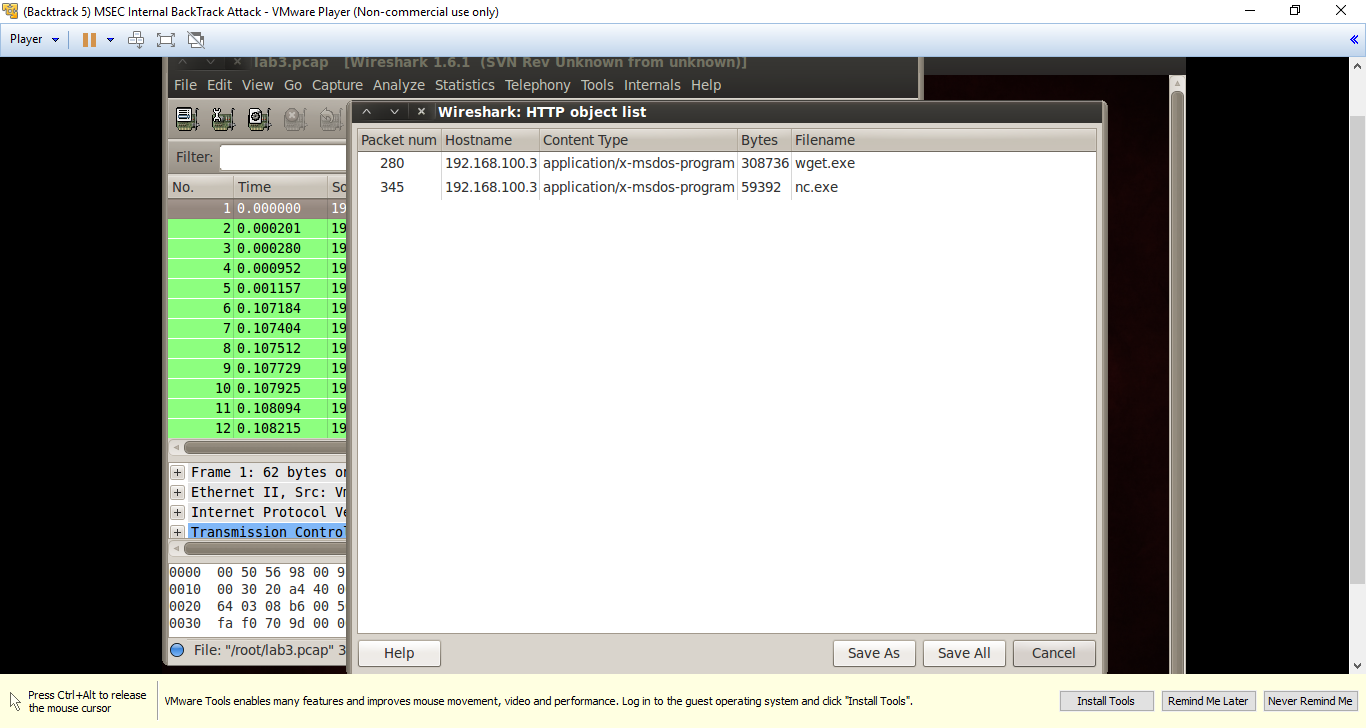 (Backtrack 5) MSEC Internal BackTrack Attack - VMware Player (Non-commercial use only)
Player
lab3.pcap [Wireshark 1.6.1 (SVN Rev Unknown from unknown)]
File Edit View Go Capture Analyze Statistics Telephony Tools Internals Help
Wireshark: HTTP object list
Filter:
Packet num Hostname Content Type Bytes Filename
280 192.168.100.3 application/x-msdos-program 308736 wget.exe
345 192.168.100.3 application/x-msdos-program 59392 nc.exe
No. Time So
1 0.000000 19
2 0.000201 19
3 0.000280 19
4 0.000952 19
5 0.001157 19
6 0.107184 19
7 0.107404 19
8 0.107512 19
9 0.107729 19
10 0.107925 19
11 0.108094 19
12 0.108215 19
Frame 1: 62 bytes on
Ethernet II, Src: Vm
Internet Protocol Ve
Transmission Control
0000 00 50 56 98 00 9
0010 00 30 20 a4 40 0
0020 64 03 08 b6 00 5
0030 fa f0 70 9d 00 0
File: "/root/lab3.pcap" 3
Help Save As Save All Cancel
Press Ctrl+Alt to release
the mouse cursor
VMware Tools enables many features and improves mouse movement, video and performance. Log in to the guest operating system and click "Install Tools".
Install Tools Remind Me Later Never Remind Me